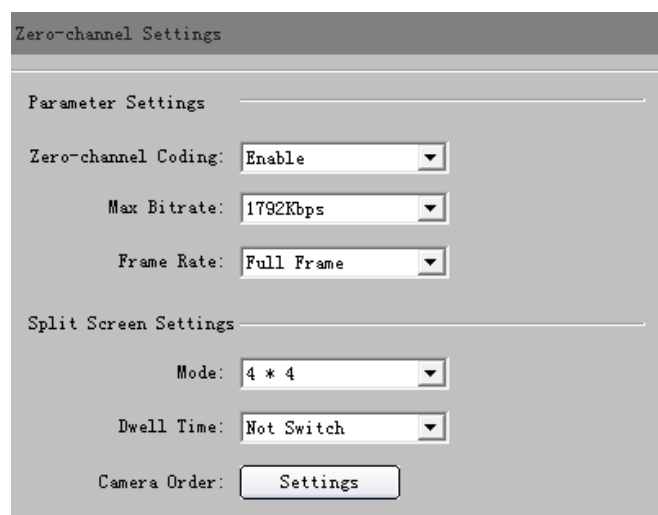 Zero-channel Settings
Parameter Settings
Zero-channel Coding: Enable
Max Bitrate: 1792Kbps
Frame Rate: Full Frame
Split Screen Settings
Mode: 4 * 4
Dwell Time: Not Switch
Camera Order: Settings